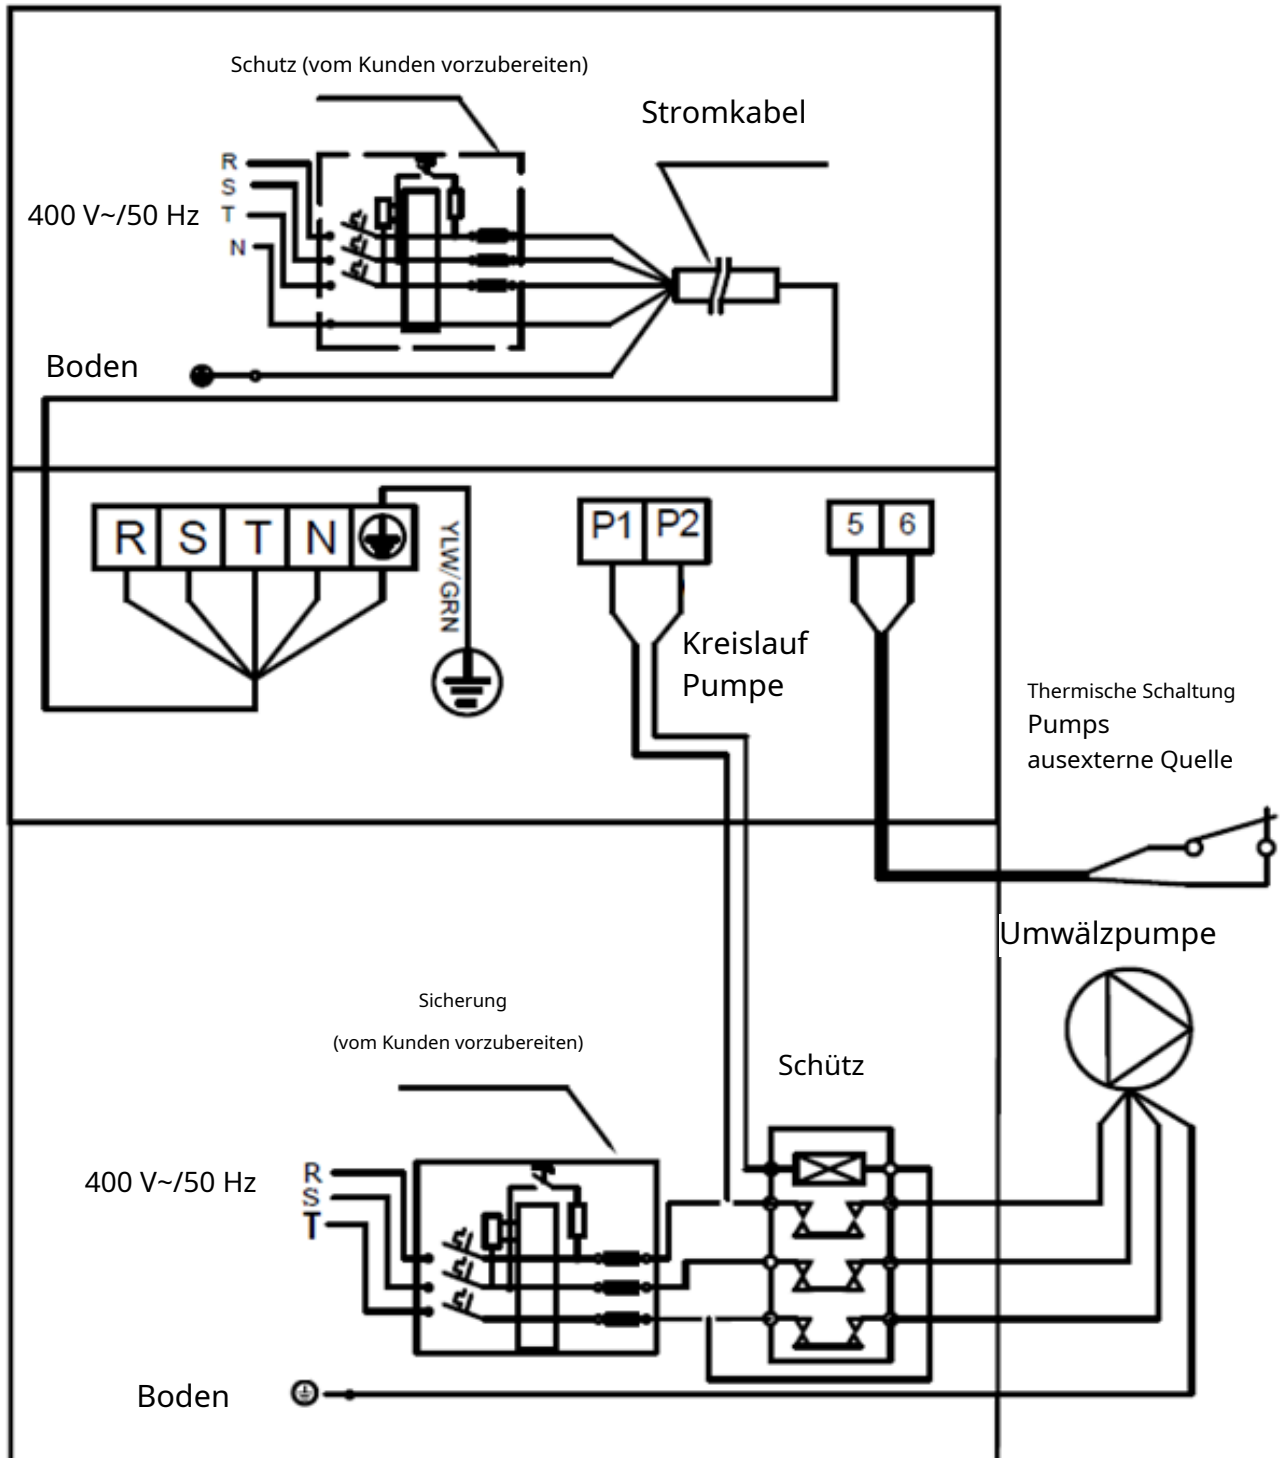 Schutz (vom Kunden vorzubereiten)
Stromkabel
R
S
400 V~/50 Hz
T
N
Boden
R S T N
YLW/GRN
P1 P2
5 6
Kreislauf
Pumpe
Thermische Schaltung
Pumps
ausexterne Quelle
Umwälzpumpe
Sicherung
(vom Kunden vorzubereiten)
Schütz
400 V~/50 Hz
R
S
T
Boden